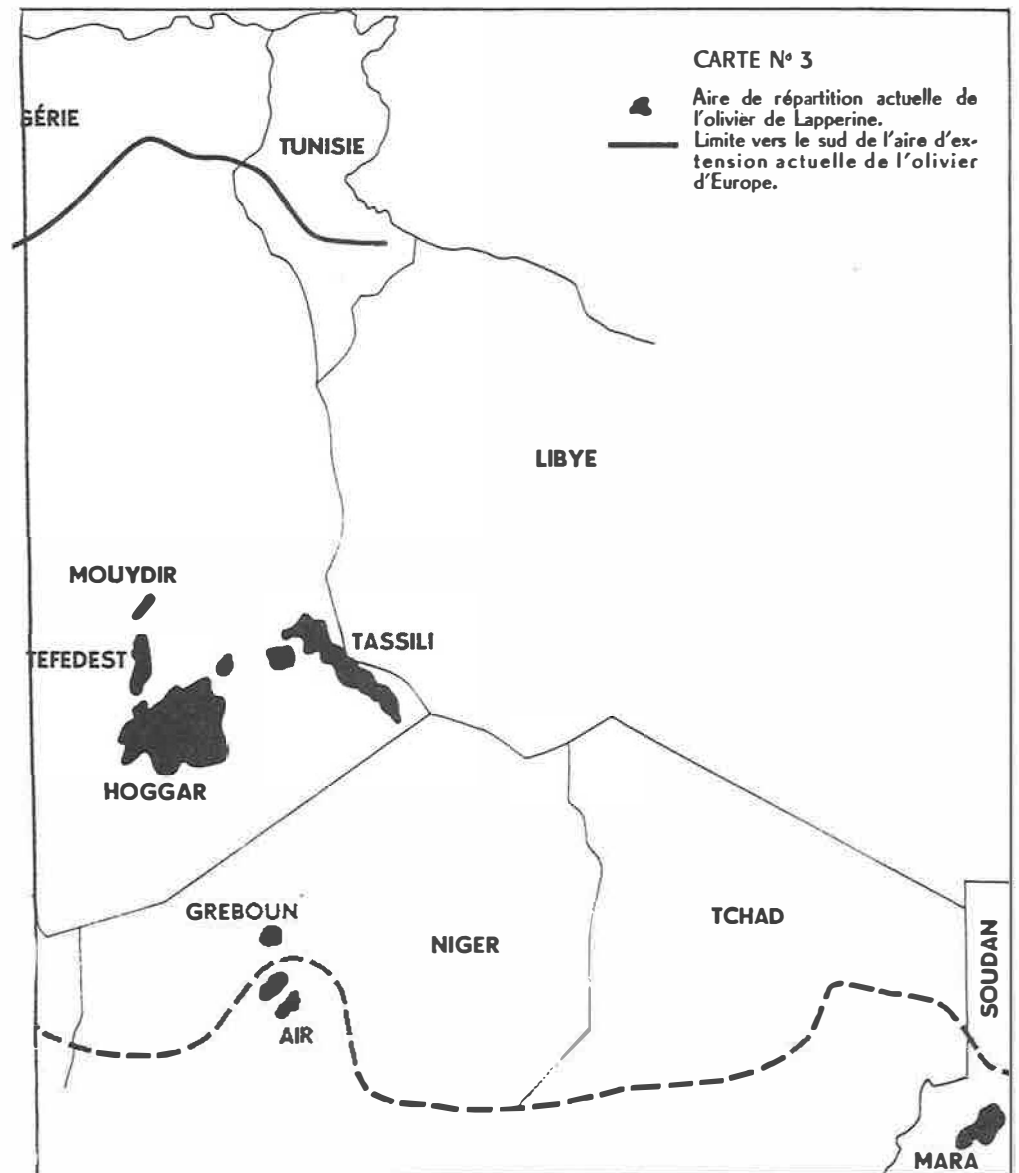 CARTE Nº 3
Aire de répartition actuelle de
l'olivier de Lapperine.
Limite vers le sud de l'aire d'ex-
tension actuelle de l'olivier
d'Europe.
GÉRIE
TUNISIE
LIBYE
MOUYDIR
TEFEDEST
TASSILI
HOGGAR
GREBOUN
NIGER
TCHAD
SOUDAN
AIR
MARA